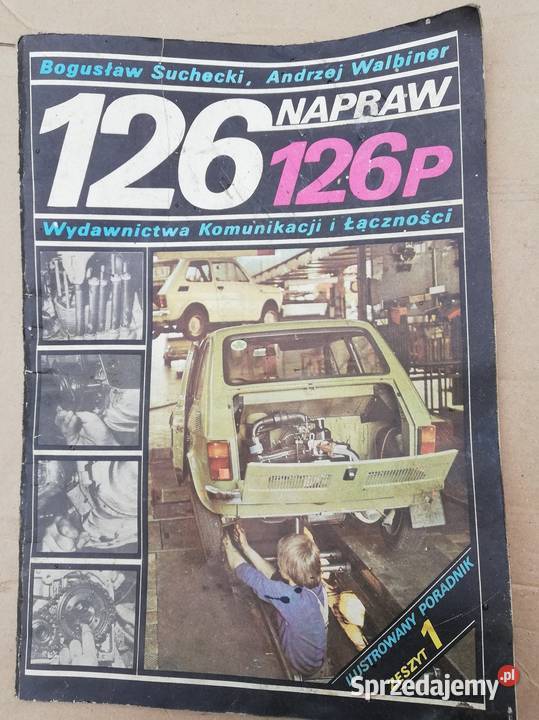 Bogusław Suchecki, Andrzej Walbiner
126 NAPRAW
126P
Wydawnictwa Komunikacji i Łączności
ILUSTROWANY PORADNIK
ZESZYT 1
Sprzedajemy.pl